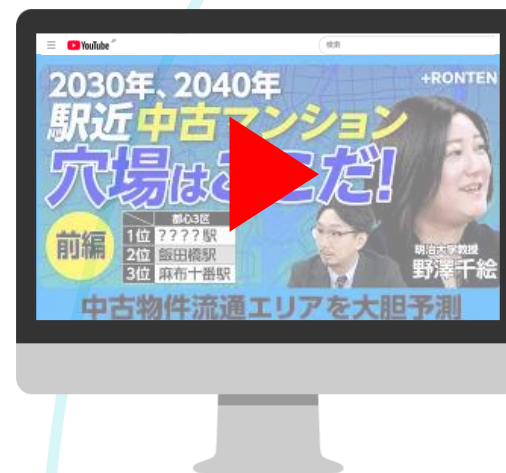 YouTube JP
検索
2030年、2040年
+RONTEN
駅近中古マンション
穴場はここだ!
前編
都心3区
1位 ????駅
2位 飯田橋駅
3位 麻布十番駅
明治大学教授
野澤千絵
中古物件流通エリアを大胆予測